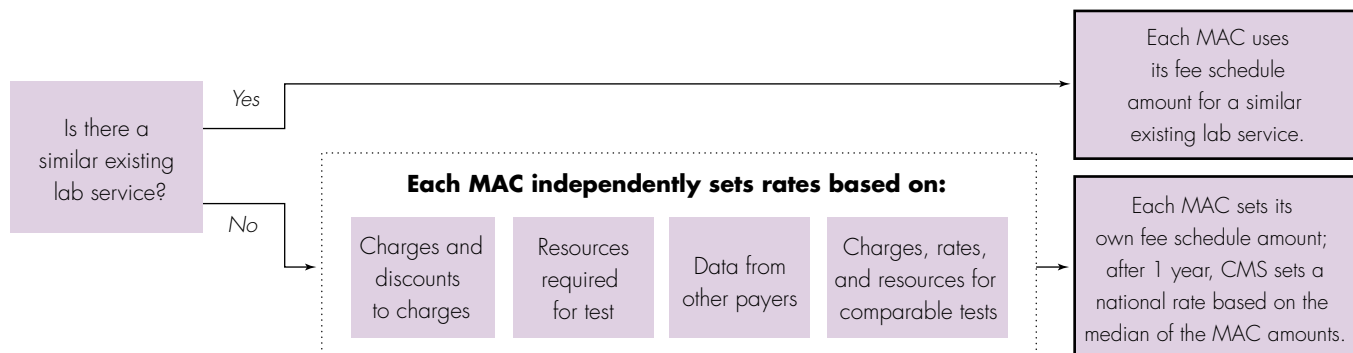 Is there a
similar existing
lab service?
Yes
Each MAC uses
its fee schedule
amount for a similar
existing lab service.
No
Each MAC independently sets rates based on:
Charges and
discounts
to charges
Resources
required
for test
Data from
other payers
Charges, rates,
and resources for
comparable tests
Each MAC sets its
own fee schedule amount;
after 1 year, CMS sets a
national rate based on the
median of the MAC amounts.